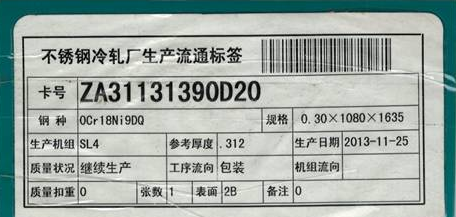 不锈钢冷轧厂生产流通标签
卡号 ZA31131390D20
钢种 0Cr18Ni9DQ 规格 0.30×1080×1635
生产机组 SL4 参考厚度 .312 生产日期 2013-11-25
质量状况 继续生产 工序流向 包装 机组流向
质量扣重 0 张数 1 表面 2B 备注 0